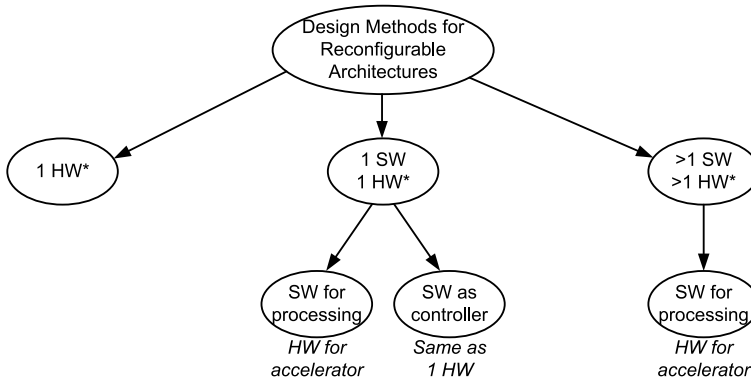 Design Methods for
Reconfigurable
Architectures
1 HW*
1 SW
1 HW*
>1 SW
>1 HW*
SW for
processing
HW for
accelerator
SW as
controller
Same as
1 HW
SW for
processing
HW for
accelerator